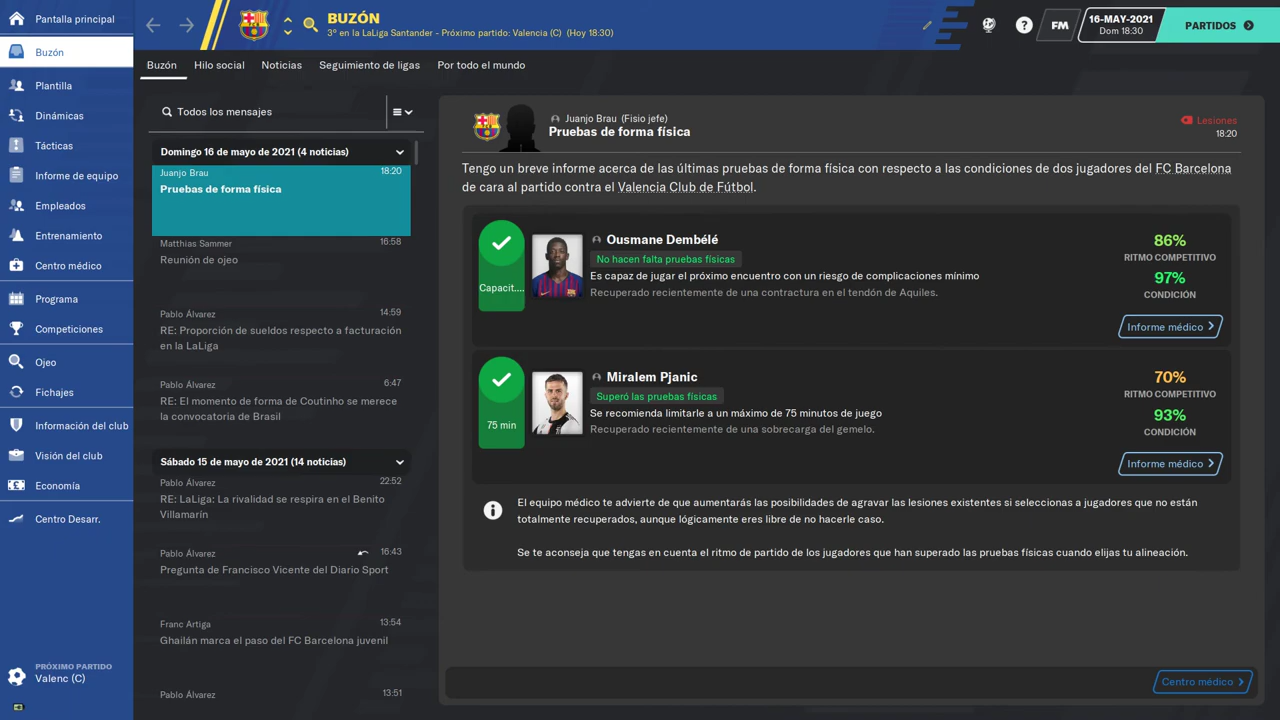 Pantalla principal
Buzón
Plantilla
Dinámicas
Tácticas
Informe de equipo
Empleados
Entrenamiento
Centro médico
Programa
Competiciones
Ojeo
Fichajes
Información del club
Visión del club
Economía
Centro Desarr.
PRÓXIMO PARTIDO
Valenc (C)
BUZÓN
3º en la LaLiga Santander - Próximo partido: Valencia (C) (Hoy 18:30)
FM
16-MAY-2021
Dom 18:30
PARTIDOS
Buzón
Hilo social
Noticias
Seguimiento de ligas
Por todo el mundo
Todos los mensajes
Domingo 16 de mayo de 2021 (4 noticias)
Juanjo Brau 18:20
Pruebas de forma física
Matthias Sammer 16:58
Reunión de ojeo
Pablo Álvarez 14:59
RE: Proporción de sueldos respecto a facturación
en la LaLiga
Pablo Álvarez 6:47
RE: El momento de forma de Coutinho se merece
la convocatoria de Brasil
Sábado 15 de mayo de 2021 (14 noticias)
Pablo Álvarez 22:52
RE: LaLiga: La rivalidad se respira en el Benito
Villamarín
Pablo Álvarez 16:43
Pregunta de Francisco Vicente del Diario Sport
Franc Artiga 13:54
Ghailán marca el paso del FC Barcelona juvenil
Pablo Álvarez 13:51
Juanjo Brau (Fisio jefe)
Pruebas de forma física
Lesiones
18:20
Tengo un breve informe acerca de las últimas pruebas de forma física con respecto a las condiciones de dos jugadores del FC Barcelona
de cara al partido contra el Valencia Club de Fútbol.
Capacit....
Ousmane Dembélé
No hacen falta pruebas físicas
Es capaz de jugar el próximo encuentro con un riesgo de complicaciones mínimo
Recuperado recientemente de una contractura en el tendón de Aquiles.
86%
RITMO COMPETITIVO
97%
CONDICIÓN
Informe médico
75 min
Miralem Pjanic
Superó las pruebas físicas
Se recomienda limitarle a un máximo de 75 minutos de juego
Recuperado recientemente de una sobrecarga del gemelo.
70%
RITMO COMPETITIVO
93%
CONDICIÓN
Informe médico
El equipo médico te advierte de que aumentarás las posibilidades de agravar las lesiones existentes si seleccionas a jugadores que no están
totalmente recuperados, aunque lógicamente eres libre de no hacerle caso.
Se te aconseja que tengas en cuenta el ritmo de partido de los jugadores que han superado las pruebas físicas cuando elijas tu alineación.
Centro médico